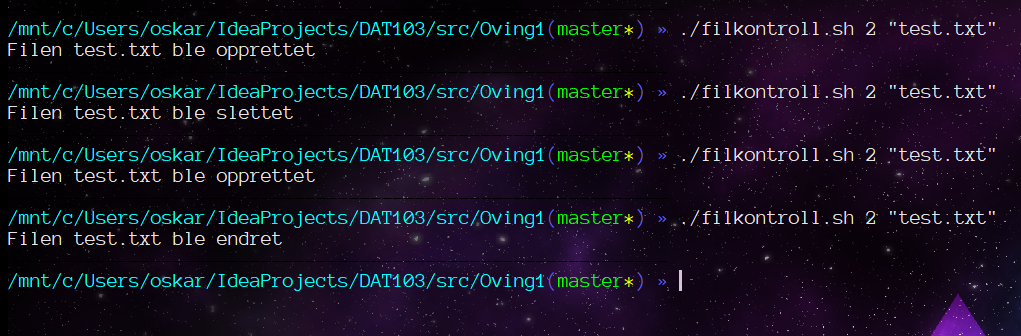 /mnt/c/Users/oskar/IdeaProjects/DAT103/src/Oving1(master*) » ./filkontroll.sh 2 "test.txt"
Filen test.txt ble opprettet
/mnt/c/Users/oskar/IdeaProjects/DAT103/src/Oving1(master*) » ./filkontroll.sh 2 "test.txt"
Filen test.txt ble slettet
/mnt/c/Users/oskar/IdeaProjects/DAT103/src/Oving1(master*) » ./filkontroll.sh 2 "test.txt"
Filen test.txt ble opprettet
/mnt/c/Users/oskar/IdeaProjects/DAT103/src/Oving1(master*) » ./filkontroll.sh 2 "test.txt"
Filen test.txt ble endret
/mnt/c/Users/oskar/IdeaProjects/DAT103/src/Oving1(master*) »